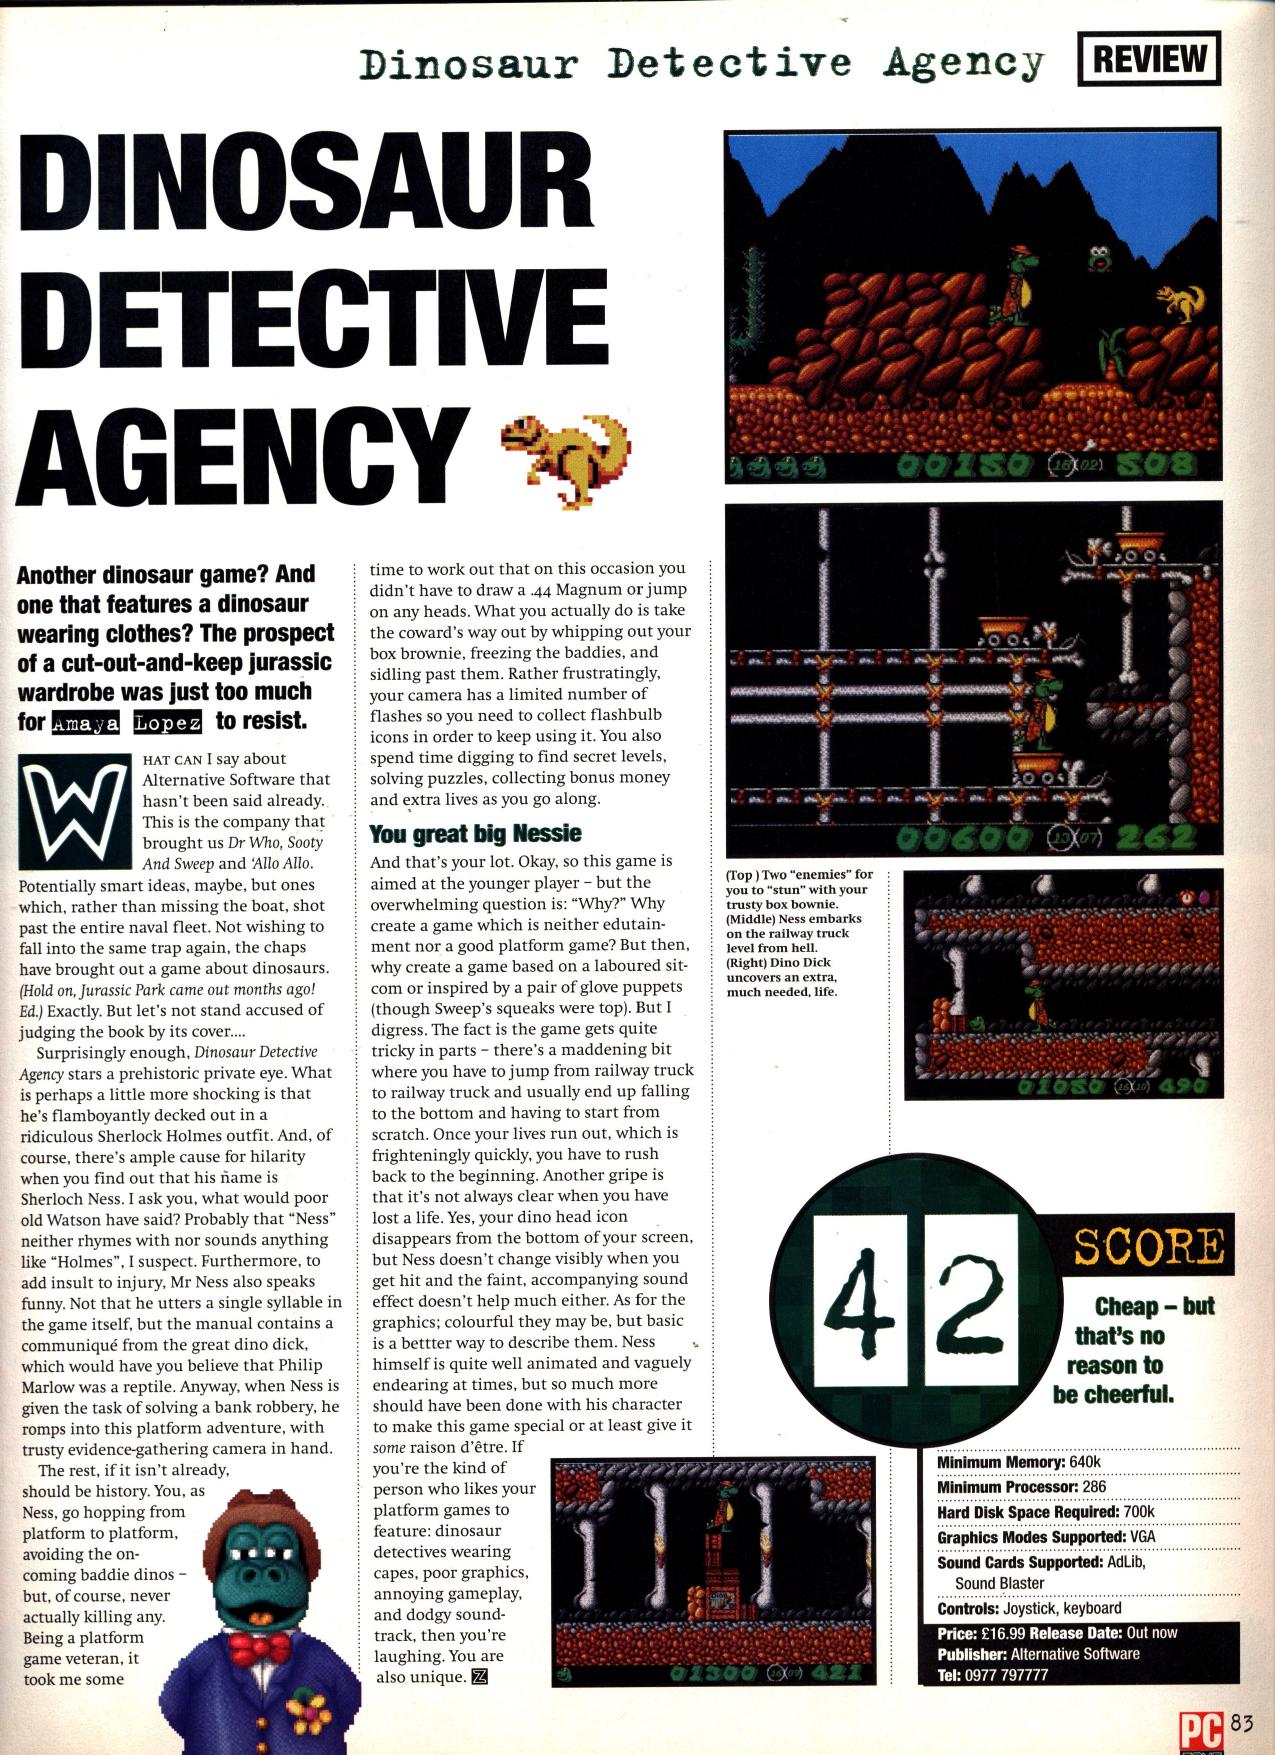 Dinosaur Detective Agency REVIEW
DINOSAUR
DETECTIVE
AGENCY
Another dinosaur game? And
one that features a dinosaur
wearing clothes? The prospect
of a cut-out-and-keep jurassic
wardrobe was just too much
for Amaya Lopez to resist.
WHAT CAN I say about
Alternative Software that
hasn't been said already.
This is the company that
brought us Dr Who, Sooty
And Sweep and 'Allo Allo.
Potentially smart ideas, maybe, but ones
which, rather than missing the boat, shot
past the entire naval fleet. Not wishing to
fall into the same trap again, the chaps
have brought out a game about dinosaurs.
(Hold on, Jurassic Park came out months ago!
Ed.) Exactly. But let's not stand accused of
judging the book by its cover....
Surprisingly enough, Dinosaur Detective
Agency stars a prehistoric private eye. What
is perhaps a little more shocking is that
he's flamboyantly decked out in a
ridiculous Sherlock Holmes outfit. And, of
course, there's ample cause for hilarity
when you find out that his name is
Sherloch Ness. I ask you, what would poor
old Watson have said? Probably that “Ness”
neither rhymes with nor sounds anything
like “Holmes”, I suspect. Furthermore, to
add insult to injury, Mr Ness also speaks
funny. Not that he utters a single syllable in
the game itself, but the manual contains a
communiqué from the great dino dick,
which would have you believe that Philip
Marlow was a reptile. Anyway, when Ness is
given the task of solving a bank robbery, he
romps into this platform adventure, with
trusty evidence-gathering camera in hand.
The rest, if it isn't already,
should be history. You, as
Ness, go hopping from
platform to platform,
avoiding the on-
coming baddie dinos –
but, of course, never
actually killing any.
Being a platform
game veteran, it
took me some
time to work out that on this occasion you
didn't have to draw a .44 Magnum or jump
on any heads. What you actually do is take
the coward's way out by whipping out your
box brownie, freezing the baddies, and
sidling past them. Rather frustratingly,
your camera has a limited number of
flashes so you need to collect flashbulb
icons in order to keep using it. You also
spend time digging to find secret levels,
solving puzzles, collecting bonus money
and extra lives as you go along.
You great big Nessie
And that's your lot. Okay, so this game is
aimed at the younger player – but the
overwhelming question is: “Why?” Why
create a game which is neither edutain-
ment nor a good platform game? But then,
why create a game based on a laboured sit-
com or inspired by a pair of glove puppets
(though Sweep's squeaks were top). But I
digress. The fact is the game gets quite
tricky in parts – there's a maddening bit
where you have to jump from railway truck
to railway truck and usually end up falling
to the bottom and having to start from
scratch. Once your lives run out, which is
frighteningly quickly, you have to rush
back to the beginning. Another gripe is
that it's not always clear when you have
lost a life. Yes, your dino head icon
disappears from the bottom of your screen,
but Ness doesn't change visibly when you
get hit and the faint, accompanying sound
effect doesn't help much either. As for the
graphics; colourful they may be, but basic
is a bettter way to describe them. Ness
himself is quite well animated and vaguely
endearing at times, but so much more
should have been done with his character
to make this game special or at least give it
some raison d'être. If
you're the kind of
person who likes your
platform games to
feature: dinosaur
detectives wearing
capes, poor graphics,
annoying gameplay,
and dodgy sound-
track, then you're
laughing. You are
also unique. Z
00150 (16)(02) 508
00600 (13)(07) 262
(Top ) Two “enemies” for
you to “stun” with your
trusty box bownie.
(Middle) Ness embarks
on the railway truck
level from hell.
(Right) Dino Dick
uncovers an extra,
much needed, life.
01050 (16)(10) 490
01300 (16)(09) 421
42
SCORE
Cheap – but
that's no
reason to
be cheerful.
Minimum Memory: 640k
Minimum Processor: 286
Hard Disk Space Required: 700k
Graphics Modes Supported: VGA
Sound Cards Supported: AdLib,
Sound Blaster
Controls: Joystick, keyboard
Price: £16.99 Release Date: Out now
Publisher: Alternative Software
Tel: 0977 797777
PC 83